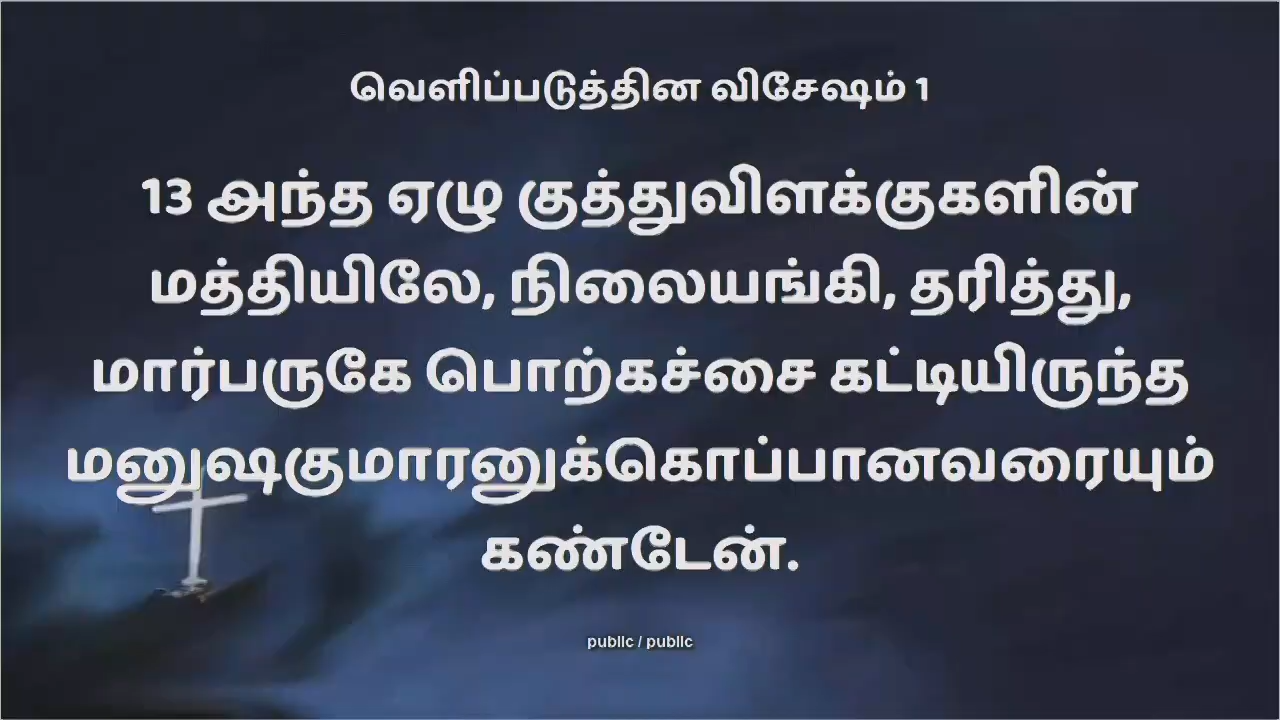 வெளிப்படுத்தின விசேஷம் 1
13 அந்த ஏழு குத்துவிளக்குகளின்
மத்தியிலே, நிலையங்கி, தரித்து,
மார்பருகே பொற்கச்சை கட்டியிருந்த
மனுஷகுமாரனுக்கொப்பானவரையும்
கண்டேன்.
public / public